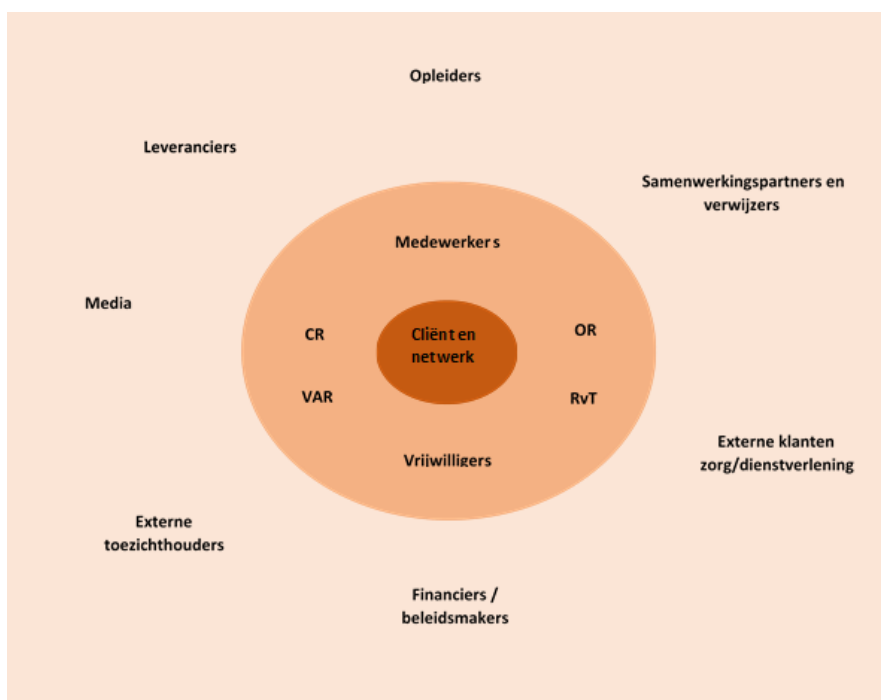 Opleiders
Leveranciers
Samenwerkingspartners en
verwijzers
Medewerkers
Media
CR
Cliënt en
netwerk
OR
VAR
RvT
Vrijwilligers
Externe klanten
zorg/dienstverlening
Externe
toezichthouders
Financiers /
beleidsmakers